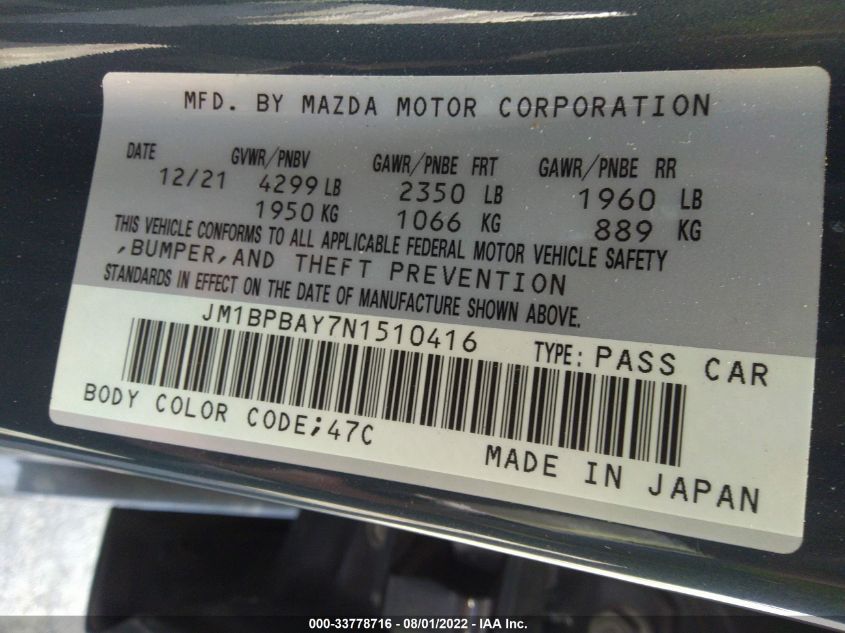 MFD. BY MAZDA MOTOR CORPORATION
DATE GVWR/PNBV GAWR/PNBE FRT GAWR/PNBE RR
12/21 4299 LB 2350 LB 1960 LB
1950 KG 1066 KG 889 KG
THIS VEHICLE CONFORMS TO ALL APPLICABLE FEDERAL MOTOR VEHICLE SAFETY
,BUMPER,AND THEFT PREVENTION
STANDARDS IN EFFECT ON THE DATE OF MANUFACTURE SHOWN ABOVE.
JM1BPBAY7N1510416 TYPE: PASS CAR
BODY COLOR CODE;47C
MADE IN JAPAN
000-33778716 - 08/01/2022 - IAA Inc.